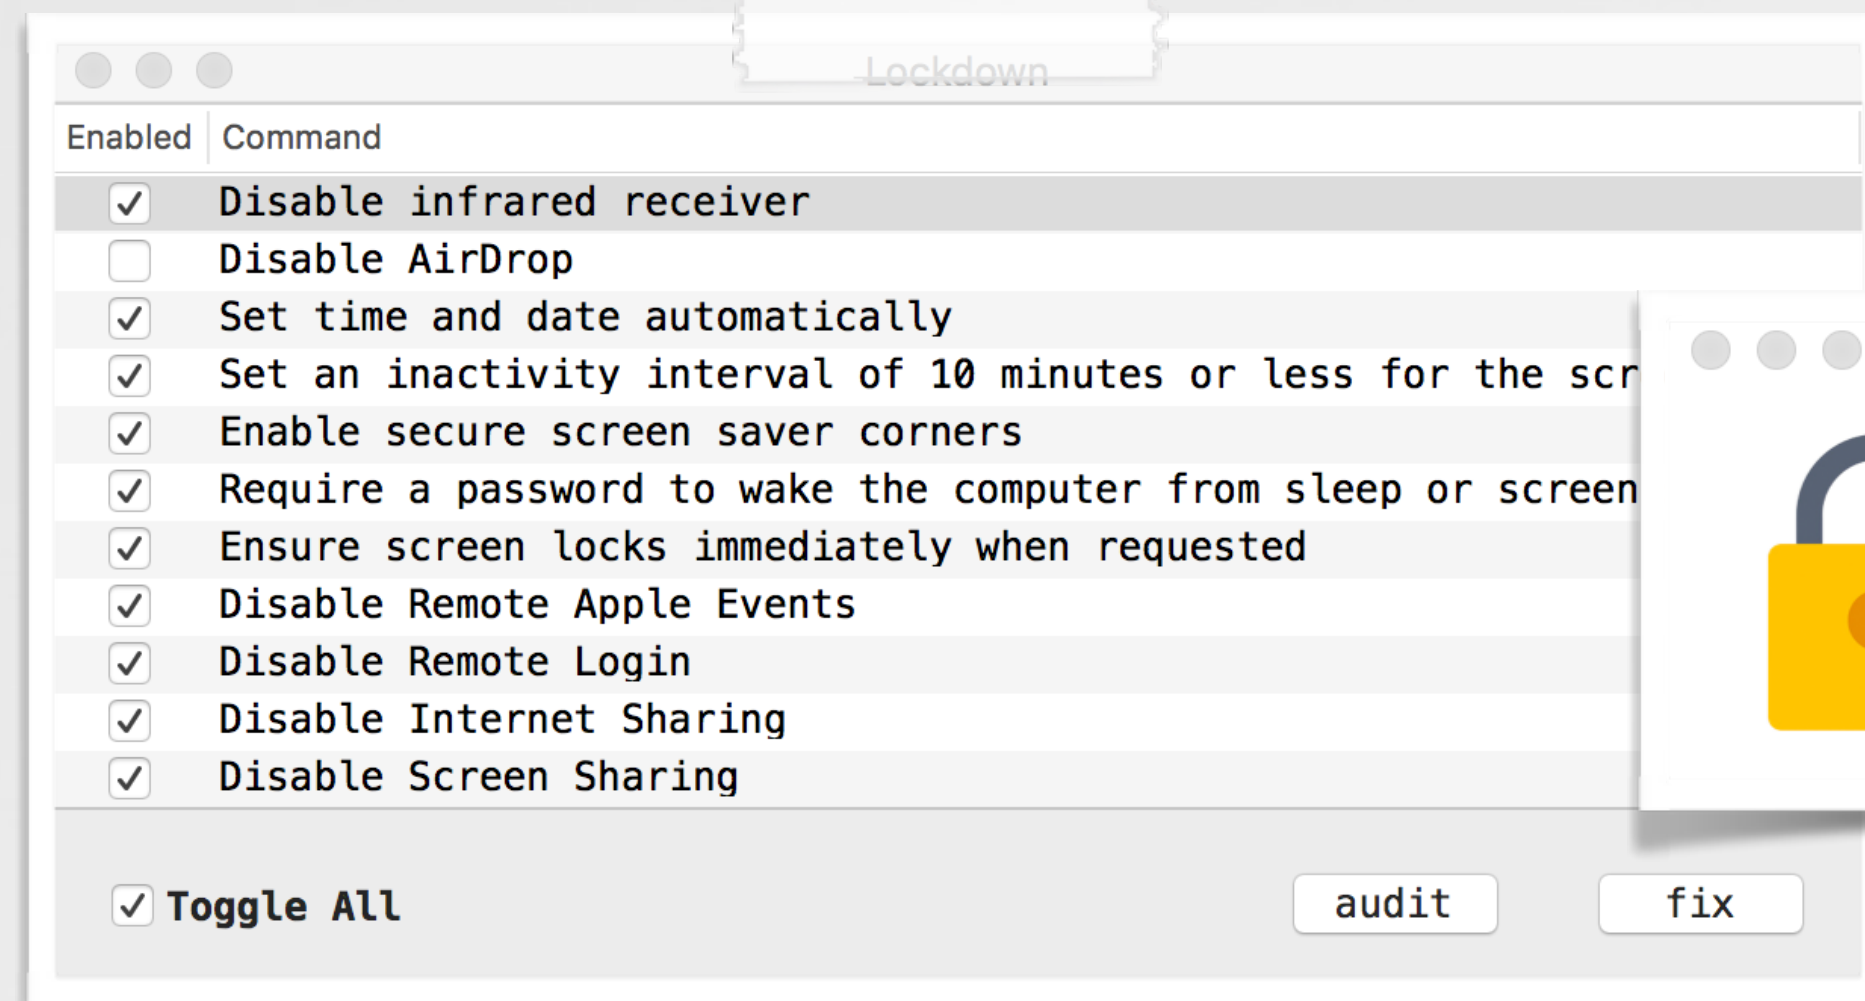 Lockdown
Enabled Command
Disable infrared receiver
Disable AirDrop
Set time and date automatically
Set an inactivity interval of 10 minutes or less for the scr
Enable secure screen saver corners
Require a password to wake the computer from sleep or screen
Ensure screen locks immediately when requested
Disable Remote Apple Events
Disable Remote Login
Disable Internet Sharing
Disable Screen Sharing
Toggle All audit fix